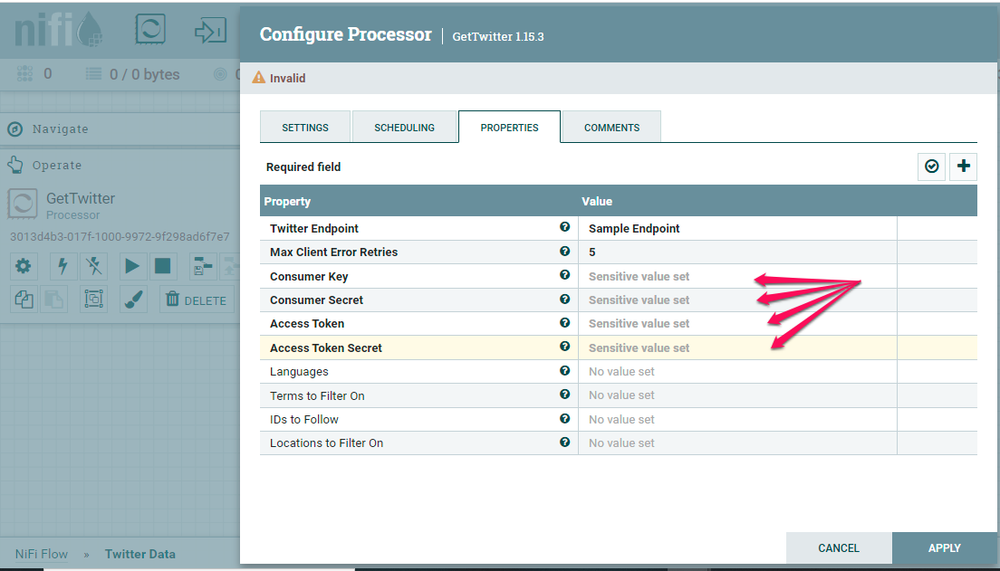 nifi
Configure Processor | GetTwitter 1.15.3
0
0 / 0 bytes
0
Invalid
SETTINGS
SCHEDULING
PROPERTIES
COMMENTS
Navigate
Operate
GetTwitter
Processor
3013d4b3-017f-1000-9972-9f298ad6f7e7
DELETE
Required field
Property Value
Twitter Endpoint Sample Endpoint
Max Client Error Retries 5
Consumer Key Sensitive value set
Consumer Secret Sensitive value set
Access Token Sensitive value set
Access Token Secret Sensitive value set
Languages No value set
Terms to Filter On No value set
IDs to Follow No value set
Locations to Filter On No value set
CANCEL
APPLY
NiFi Flow » Twitter Data